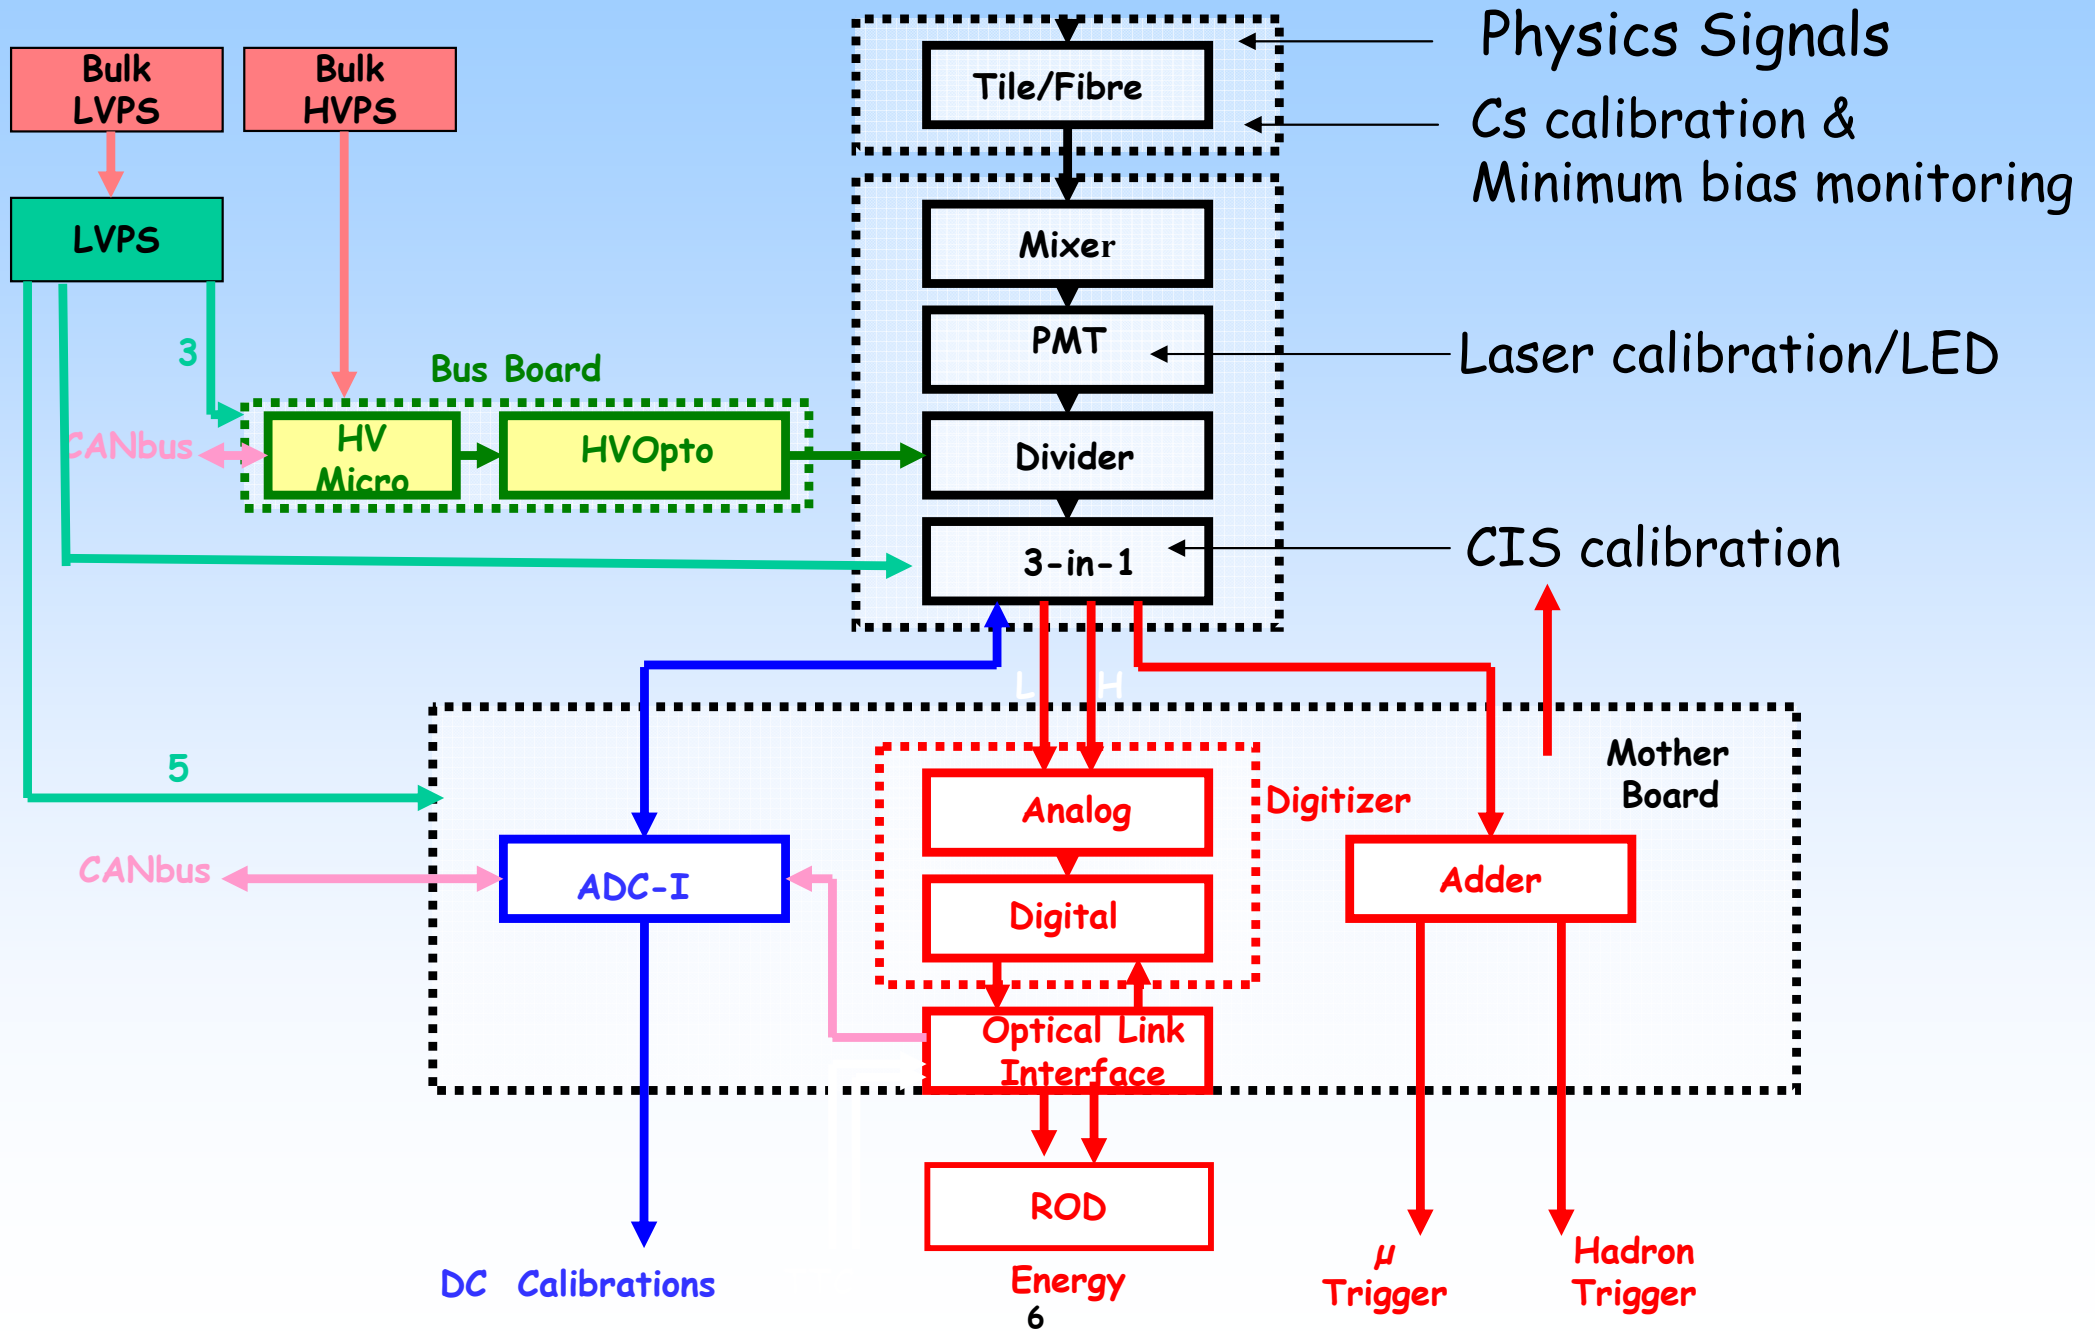 Physics Signals
Bulk
LVPS
Bulk
HVPS
Tile/Fibre
Cs calibration &
Minimum bias monitoring
LVPS
Mixer
PMT
Laser calibration/LED
3
Bus Board
CANbus
HV
Micro
HVOpto
Divider
CIS calibration
3-in-1
L
H
Mother
Board
5
Analog
Digitizer
CANbus
ADC-I
Digital
Adder
Optical Link
Interface
ROD
DC Calibrations
Energy
µ
Trigger
Hadron
Trigger
6